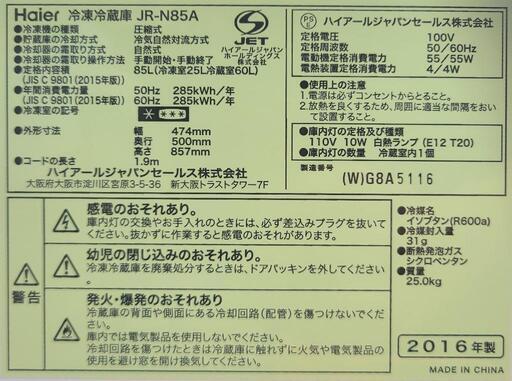 Haier 冷凍冷蔵庫 JR-N85A
●冷凍機の種類 圧縮式
●貯蔵庫の冷却方式 冷気自然対流方式
●冷却器の霜取り方式 自然式
●冷却器の霜取り操作 手動開始・手動終了
●定格内容積 85L(冷凍室25L冷蔵室60L)
(JIS C 9801(2015年版))
●年間消費電力量 50Hz 285kWh/年
(JIS C 9801(2015年版)) 60Hz 285kWh/年
●冷凍室の記号
●外形寸法 幅 474mm
奥行 500mm
高さ 857mm
●コードの長さ 1.9m
ハイアールジャパンセールス株式会社
大阪府大阪市淀川区宮原3-5-36 新大阪トラストタワー7F
S
JET
ハイアールジャパン
ホールディングス
株式会社
PS
E
ハイアールジャパンセールス株式会社
定格電圧 100V
定格周波数 50/60Hz
電動機定格消費電力 55/55W
電熱装置定格消費電力 4/4W
●使用上の注意
1.電源は必ずコンセントからとること。
2.放熱を良くするため、周囲に適当な間隔をおいて据えること。
●庫内灯の定格及び種類
110V 10W 白熱ランプ(E12 T20)
●庫内灯の数量 冷蔵室内1個
製造番号
(W)G8A5116
警告
感電のおそれあり。
庫内灯の交換やお手入れのときには、必ず差込みプラグを抜いてください。抜かずに作業すると感電のおそれがあります。
幼児の閉じ込めのおそれあり。
冷凍冷蔵庫を廃棄処分するときは、ドアパッキンを外してください。
発火・爆発のおそれあり
冷蔵庫の背面や側面にある冷却回路(配管)を傷つけないでください。
庫内では電気製品を使用しないでください。
冷却回路を傷つけたときは冷蔵庫に触れずに火気や電気製品の使用を避け窓を開け換気してください。
●冷媒名
イソブタン(R600a)
●冷媒封入量
31g
●断熱発泡ガス
シクロペンタン
●質量
25.0kg
2016年製
MADE IN CHINA